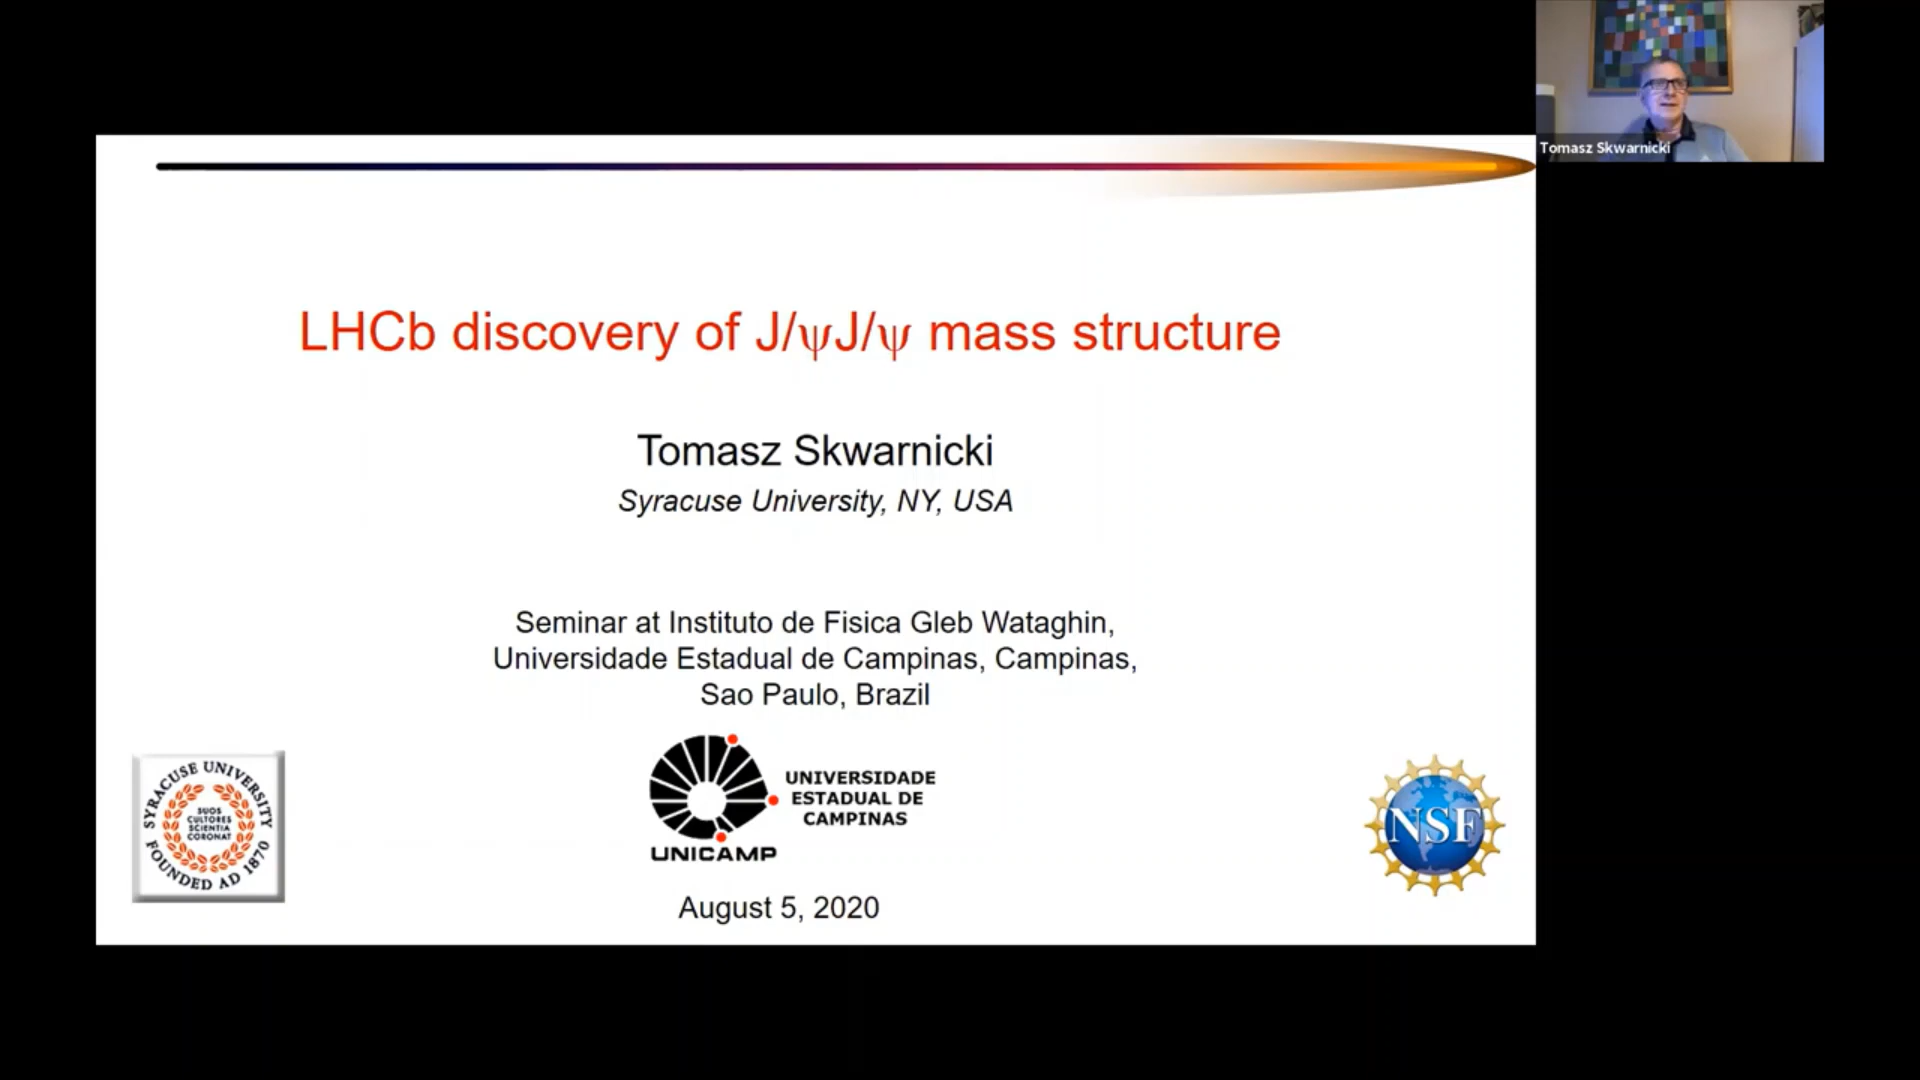 Tomasz Skwarnicki
LHCb discovery of J/ψJ/ψ mass structure
Tomasz Skwarnicki
Syracuse University, NY, USA
Seminar at Instituto de Fisica Gleb Wataghin,
Universidade Estadual de Campinas, Campinas,
Sao Paulo, Brazil
SYRACUSE UNIVERSITY
FOUNDED AD 1870
SUOS
CULTORES
SCIENTIA
CORONAT
UNIVERSIDADE
ESTADUAL DE
CAMPINAS
UNICAMP
NSF
August 5, 2020